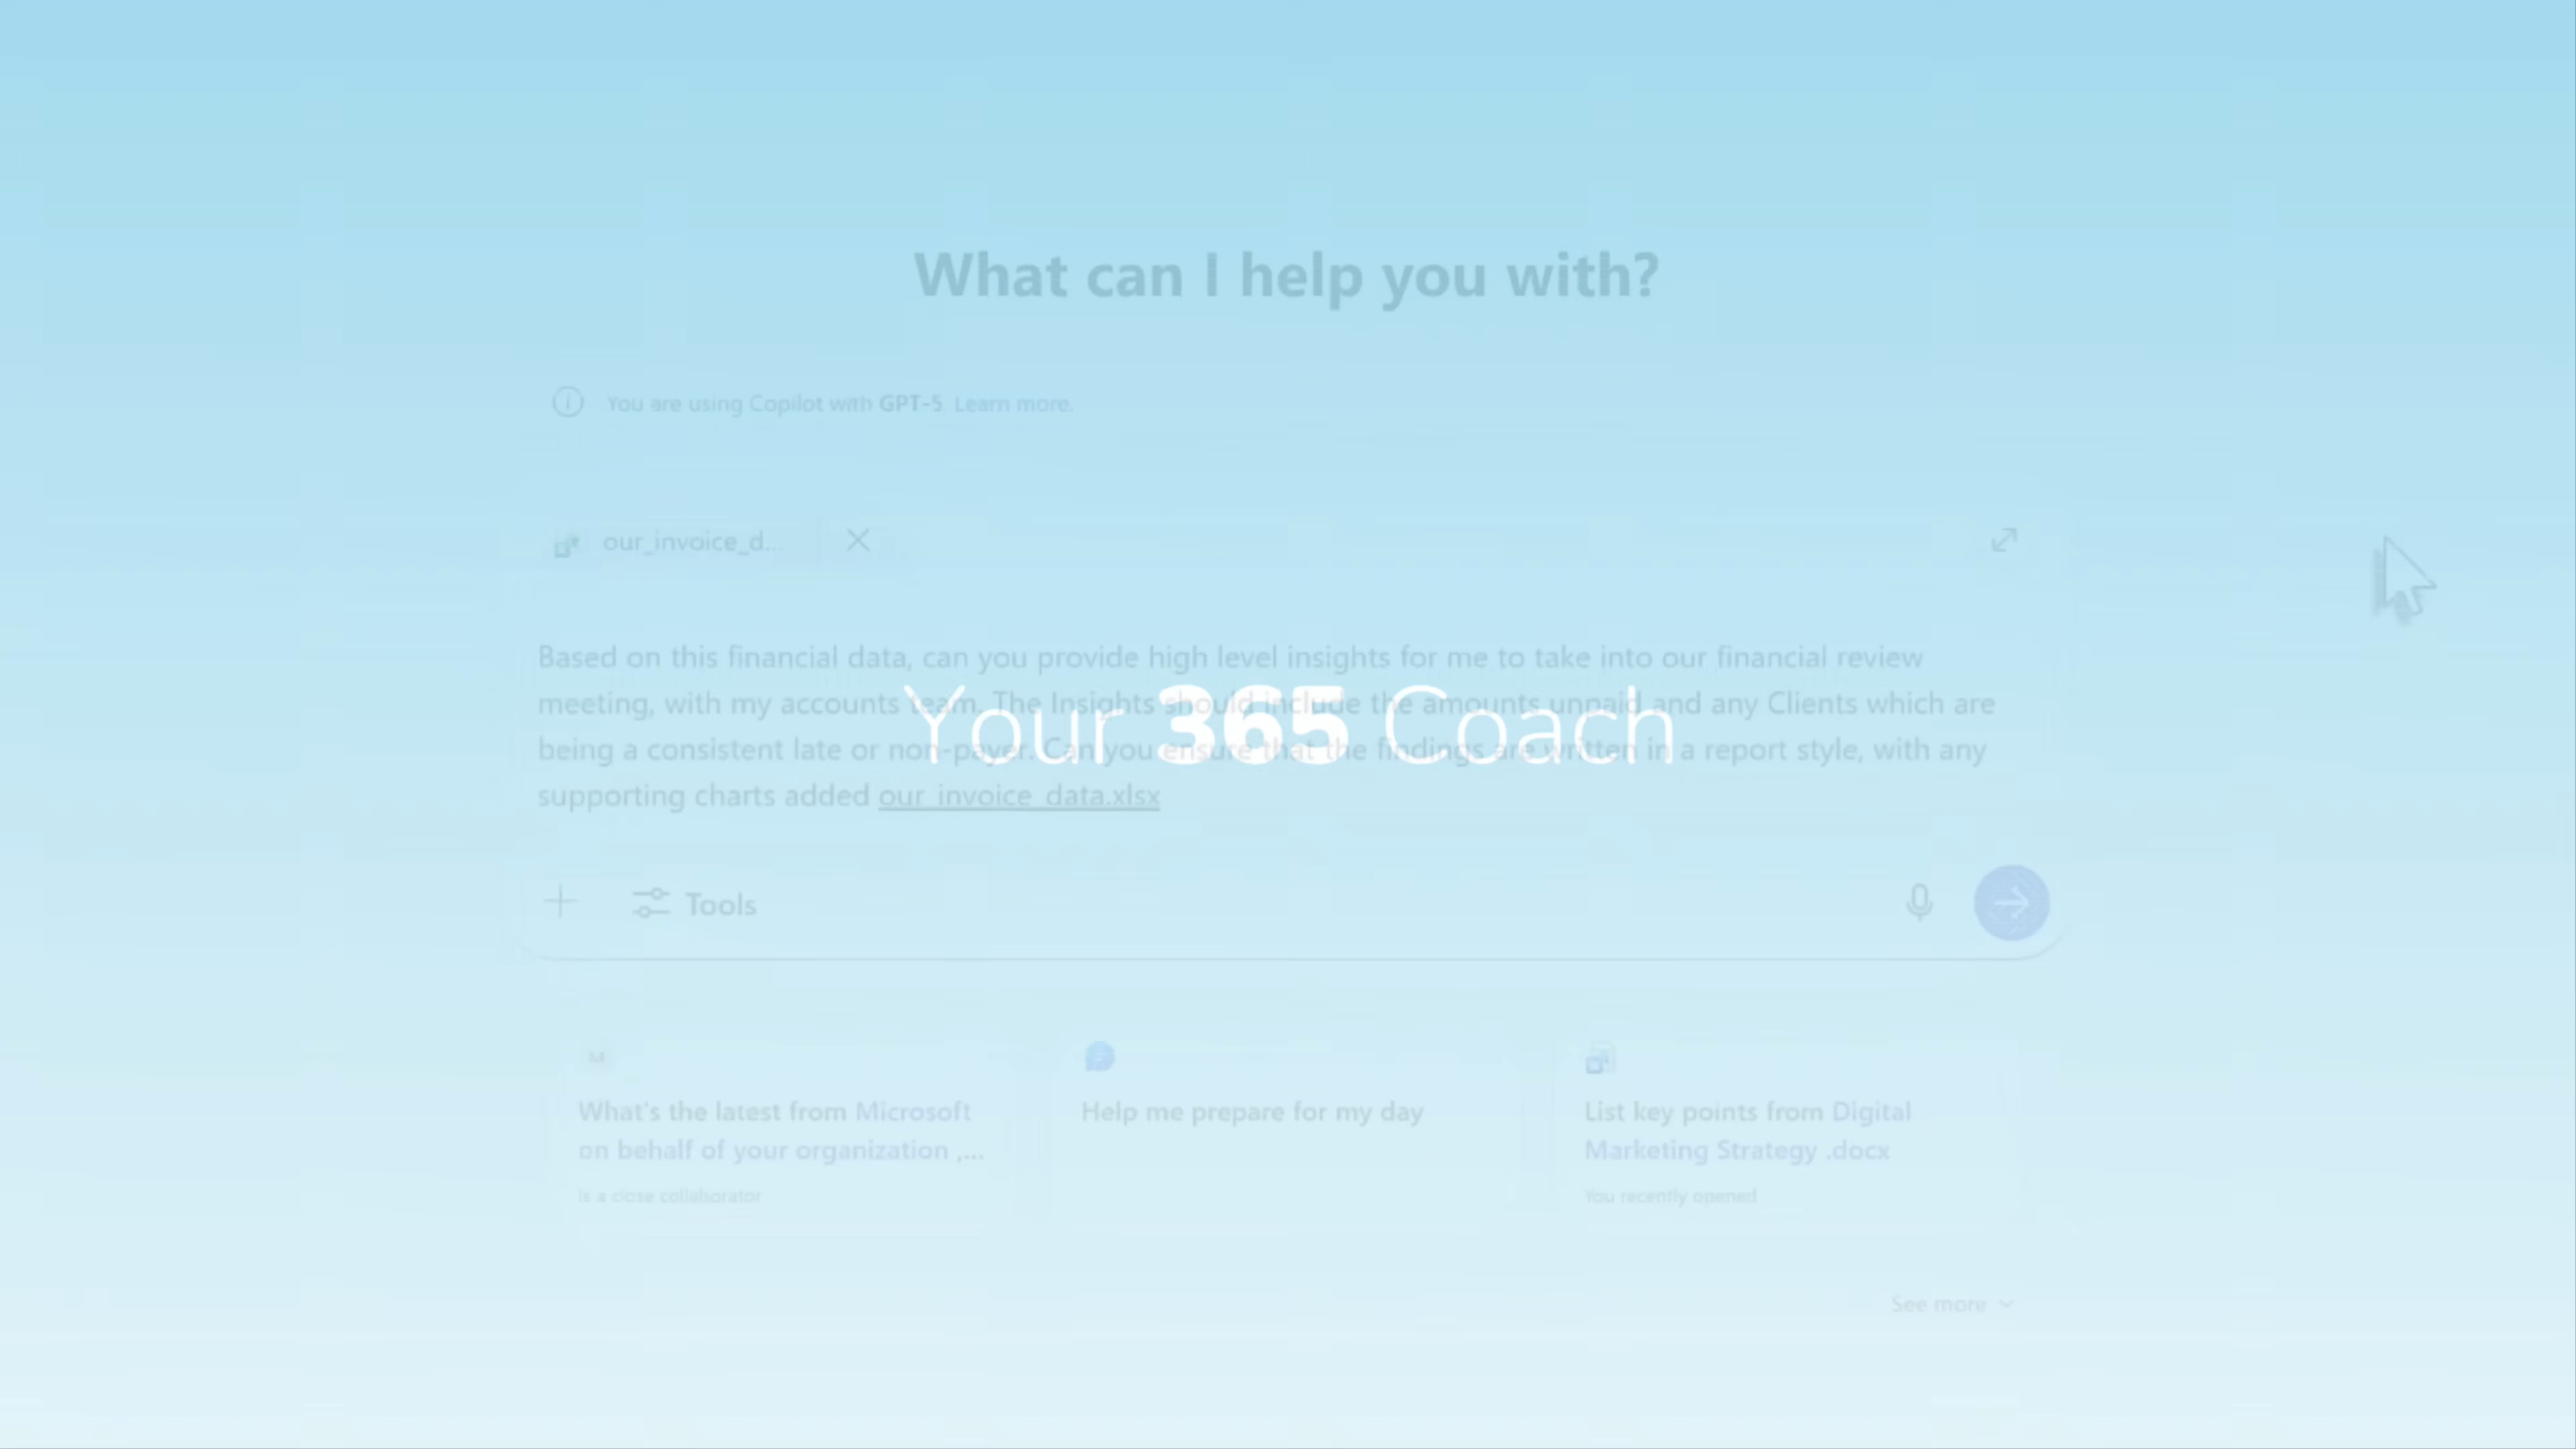 What can I help you with?
You are using Copilot with GPT-5 Learn more.
our_invoice_d...
Based on this financial data, can you provide high level insights for me to take into our financial review
meeting, with my accounts team. The Insights should include the amounts unpaid and any Clients which are
being a consistent late or non-payer. Can you ensure that the findings are written in a report style, with any
supporting charts added our_invoice_data.xlsx
Your 365 Coach
Tools
M
What's the latest from Microsoft
on behalf of your organization ,...
Is a close collaborator
Help me prepare for my day
List key points from Digital
Marketing Strategy .docx
You recently opened
See more